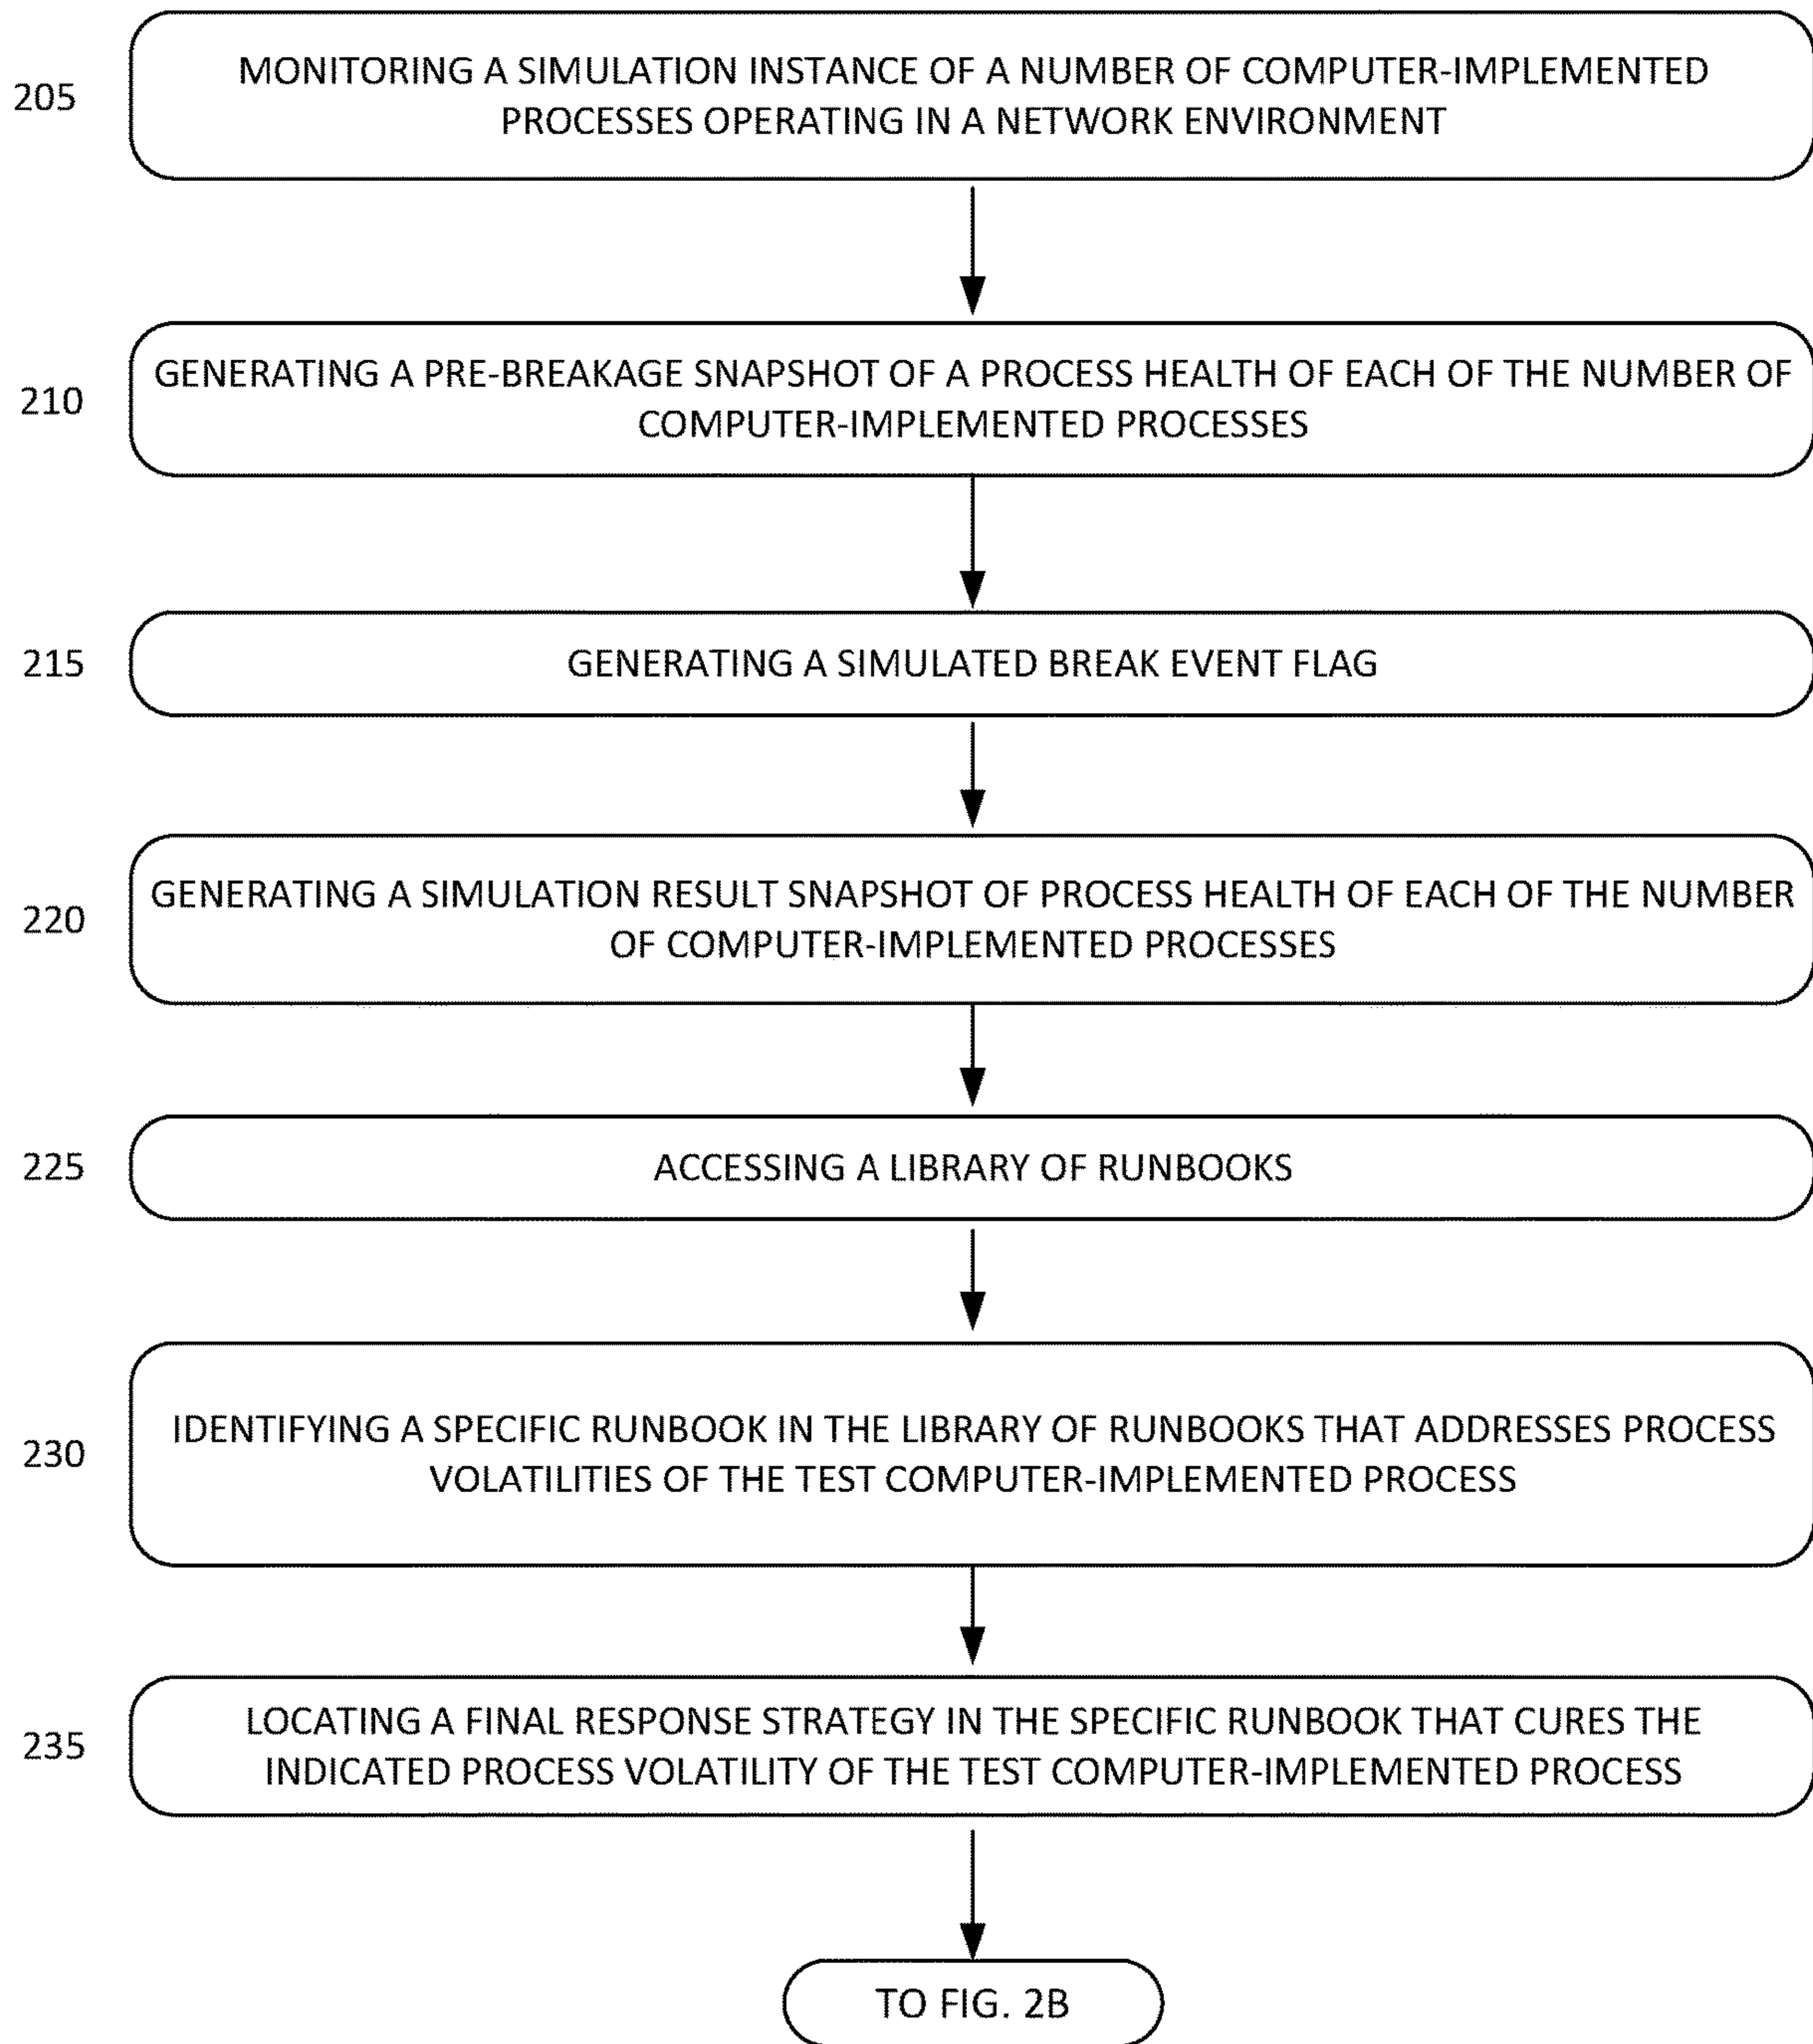 205
MONITORING A SIMULATION INSTANCE OF A NUMBER OF COMPUTER-IMPLEMENTED
PROCESSES OPERATING IN A NETWORK ENVIRONMENT
210
GENERATING A PRE-BREAKAGE SNAPSHOT OF A PROCESS HEALTH OF EACH OF THE NUMBER OF
COMPUTER-IMPLEMENTED PROCESSES
215
GENERATING A SIMULATED BREAK EVENT FLAG
220
GENERATING A SIMULATION RESULT SNAPSHOT OF PROCESS HEALTH OF EACH OF THE NUMBER
OF COMPUTER-IMPLEMENTED PROCESSES
225
ACCESSING A LIBRARY OF RUNBOOKS
230
IDENTIFYING A SPECIFIC RUNBOOK IN THE LIBRARY OF RUNBOOKS THAT ADDRESSES PROCESS
VOLATILITIES OF THE TEST COMPUTER-IMPLEMENTED PROCESS
235
LOCATING A FINAL RESPONSE STRATEGY IN THE SPECIFIC RUNBOOK THAT CURES THE
INDICATED PROCESS VOLATILITY OF THE TEST COMPUTER-IMPLEMENTED PROCESS
TO FIG. 2B